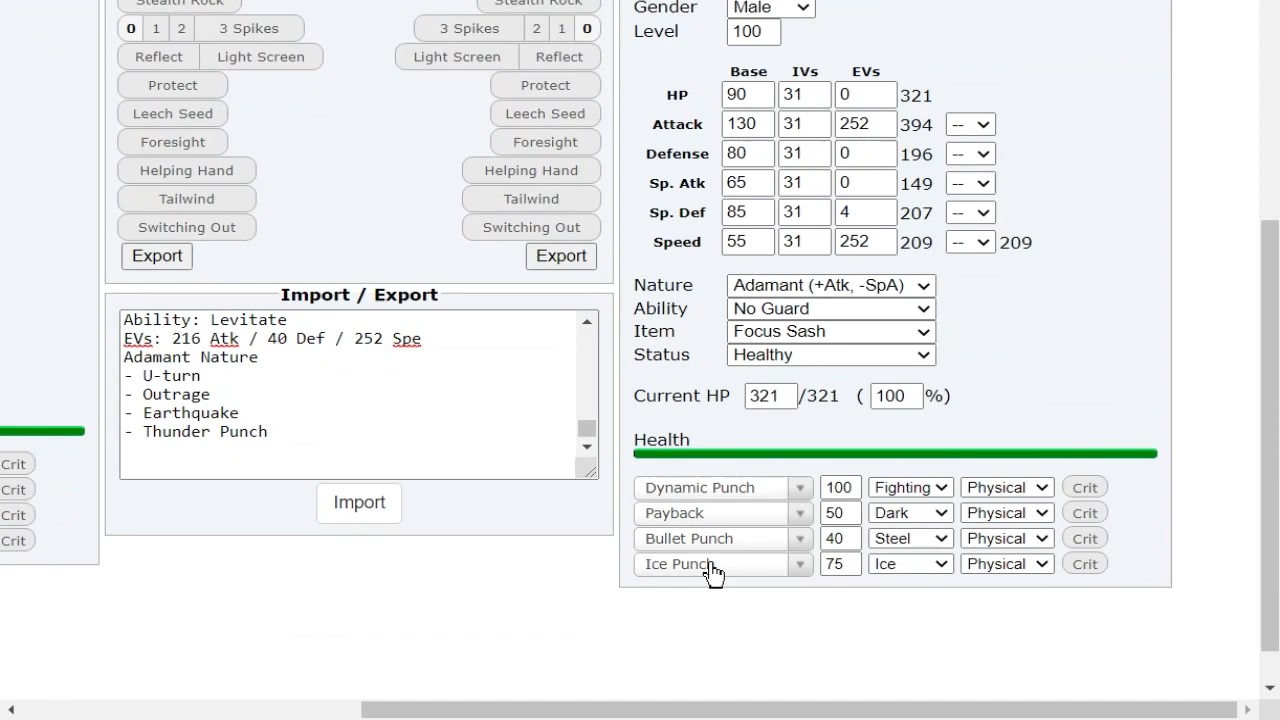 Stealth Rock
Stealth Rock
0 1 2 3 Spikes
3 Spikes 2 1 0
Reflect Light Screen
Light Screen Reflect
Protect
Protect
Leech Seed
Leech Seed
Foresight
Foresight
Helping Hand
Helping Hand
Tailwind
Tailwind
Switching Out
Switching Out
Export
Export
Import / Export
Ability: Levitate
EVs: 216 Atk / 40 Def / 252 Spe
Adamant Nature
- U-turn
- Outrage
- Earthquake
- Thunder Punch
Import
Crit
Crit
Crit
Crit
Gender Male
Level 100
Base IVs EVs
HP 90 31 0 321
Attack 130 31 252 394 --
Defense 80 31 0 196 --
Sp. Atk 65 31 0 149 --
Sp. Def 85 31 4 207 --
Speed 55 31 252 209 -- 209
Nature Adamant (+Atk, -SpA)
Ability No Guard
Item Focus Sash
Status Healthy
Current HP 321 /321 ( 100 %)
Health
Dynamic Punch 100 Fighting Physical Crit
Payback 50 Dark Physical Crit
Bullet Punch 40 Steel Physical Crit
Ice Punch 75 Ice Physical Crit